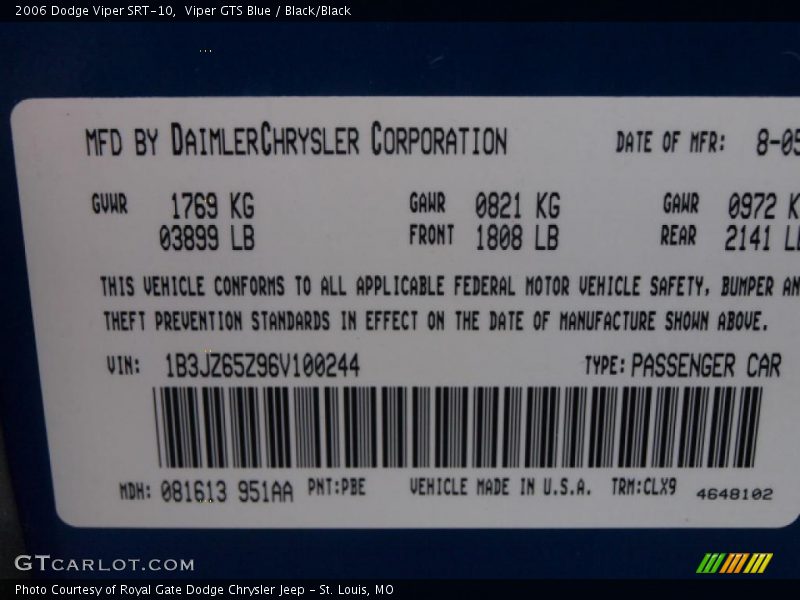 2006 Dodge Viper SRT-10,  Viper GTS Blue / Black/Black
MFD BY DAIMLERCHRYSLER CORPORATION DATE OF MFR: 8-05
GVWR 1769 KG GAWR 0821 KG GAWR 0972 K
03899 LB FRONT 1808 LB REAR 2141 LB
THIS VEHICLE CONFORMS TO ALL APPLICABLE FEDERAL MOTOR VEHICLE SAFETY, BUMPER AN
THEFT PREVENTION STANDARDS IN EFFECT ON THE DATE OF MANUFACTURE SHOWN ABOVE.
VIN: 1B3JZ65Z96V100244 TYPE: PASSENGER CAR
MDH: 081613 951AA PNT:PBE VEHICLE MADE IN U.S.A. TRM:CLX9 4648102
GTCARLOT.COM
Photo Courtesy of Royal Gate Dodge Chrysler Jeep - St. Louis, MO